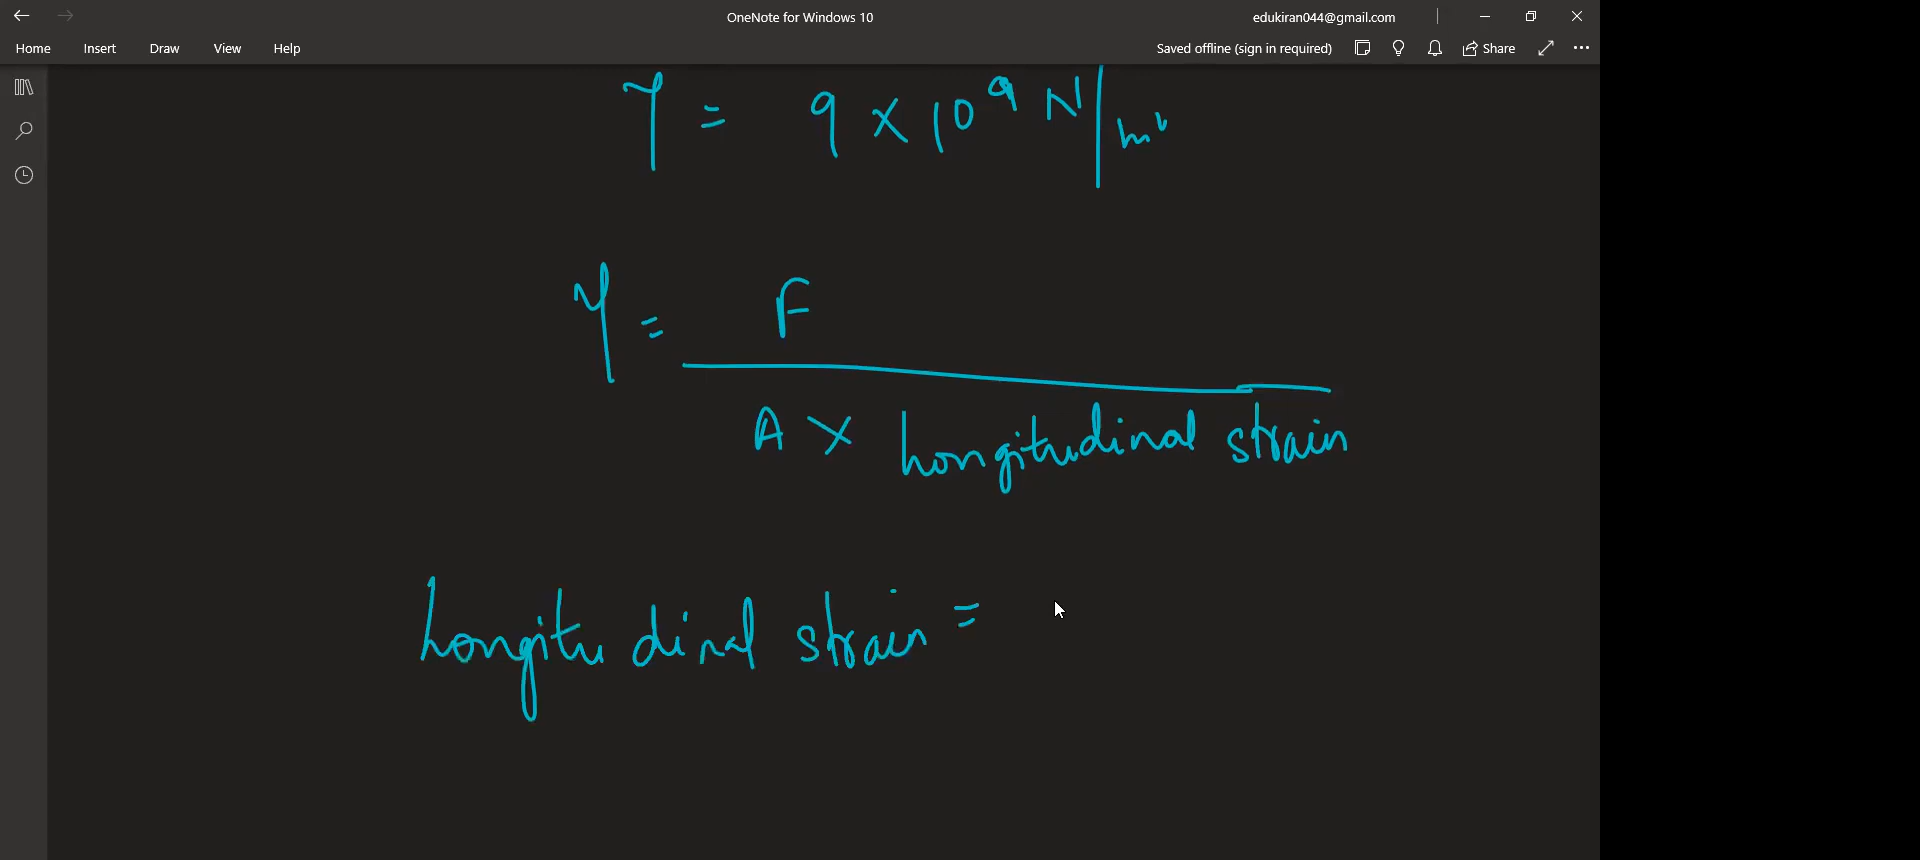 OneNote for Windows 10
edukiran044@gmail.com
Home Insert Draw View Help
Saved offline (sign in required) Share
Y = 9 × 10⁹ N/m²
Y = F
A × Longitudinal strain
Longitudinal strain =